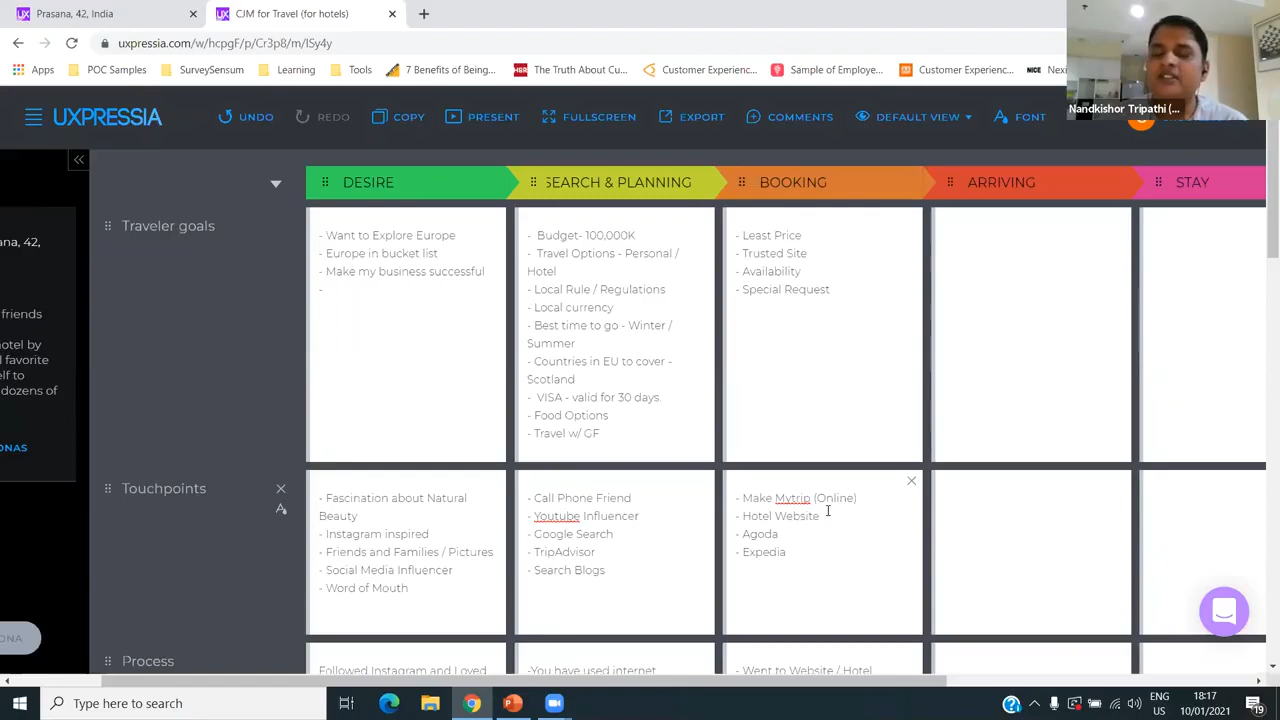 Prasana, 42, India
CJM for Travel (for hotels)
uxpressia.com/w/hcpgF/p/Cr3p8/m/ISy4y
Apps
POC Samples
SurveySensum
Learning
7 Benefits of Being...
The Truth About Cu...
Customer Experienc...
Sample of Employe...
Customer Experienc...
NICE
Nandkishor Tripathi (...
UXPRESSIA
UNDO
REDO
COPY
PRESENT
FULLSCREEN
EXPORT
COMMENTS
DEFAULT VIEW
FONT
DESIRE
SEARCH & PLANNING
BOOKING
ARRIVING
STAY
Traveler goals
- Want to Explore Europe
- Europe in bucket list
- Make my business successful
-
- Budget- 100,000K
- Travel Options - Personal /
Hotel
- Local Rule / Regulations
- Local currency
- Best time to go - Winter /
Summer
- Countries in EU to cover -
Scotland
- VISA - valid for 30 days.
- Food Options
- Travel w/ GF
- Least Price
- Trusted Site
- Availability
- Special Request
friends
hotel by
favorite
to
dozens of
Touchpoints
- Fascination about Natural
Beauty
- Instagram inspired
- Friends and Families / Pictures
- Social Media Influencer
- Word of Mouth
- Call Phone Friend
- Youtube Influencer
- Google Search
- TripAdvisor
- Search Blogs
- Make Mytrip (Online)
- Hotel Website
- Agoda
- Expedia
Process
Followed Instagram and Loved
-You have used internet
- Went to Website / Hotel
Type here to search
ENG
US
18:17
10/01/2021
19